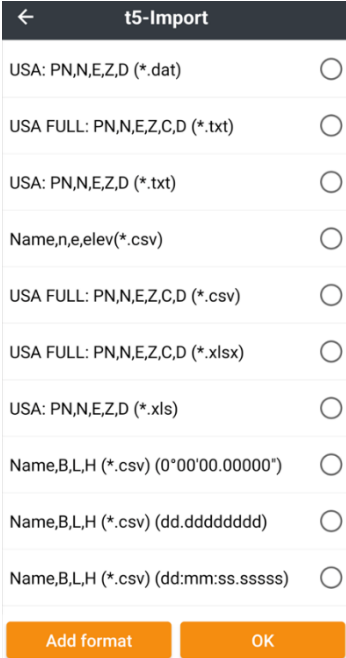 t5-Import
USA: PN,N,E,Z,D (*.dat)
USA FULL: PN,N,E,Z,C,D (*.txt)
USA: PN,N,E,Z,D (*.txt)
Name,n,e,elev(*.csv)
USA FULL: PN,N,E,Z,C,D (*.csv)
USA FULL: PN,N,E,Z,C,D (*.xlsx)
USA: PN,N,E,Z,D (*.xls)
Name,B,L,H (*.csv) (0°00'00.00000")
Name,B,L,H (*.csv) (dd.dddddddd)
Name,B,L,H (*.csv) (dd:mm:ss.sssss)
Add format OK